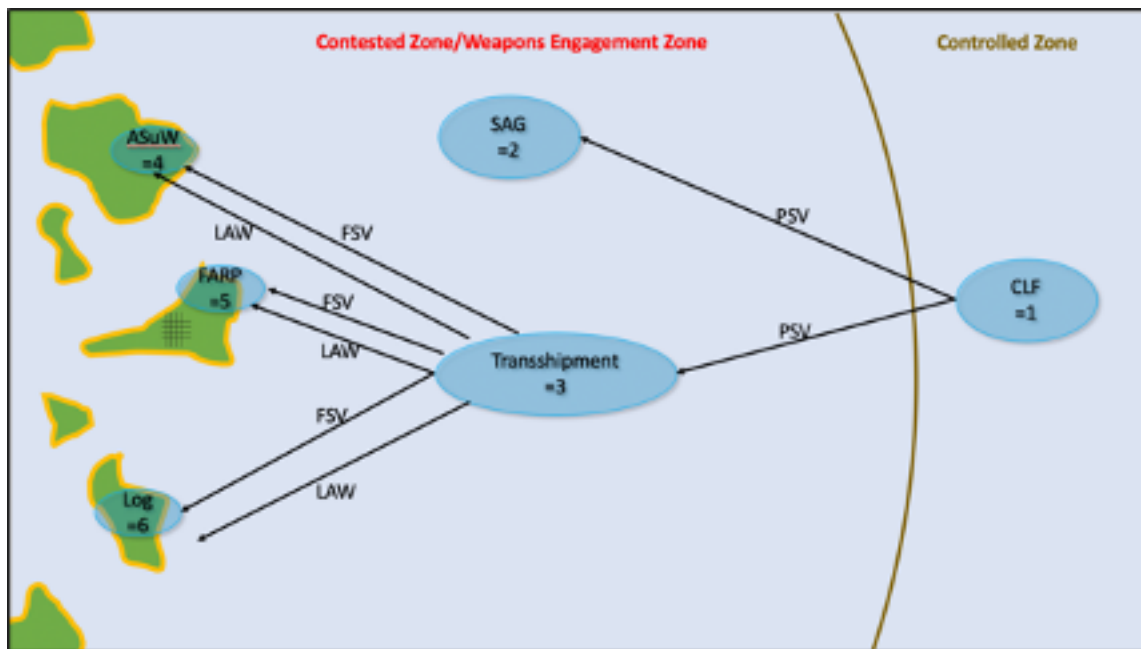 Contested Zone/Weapons Engagement Zone
Controlled Zone
SAG
=2
ASuW
=4
PSV
LAW
FSV
FARP
=5
FSV
CLF
=1
PSV
LAW
Transshipment
=3
FSV
LAW
Log
=6